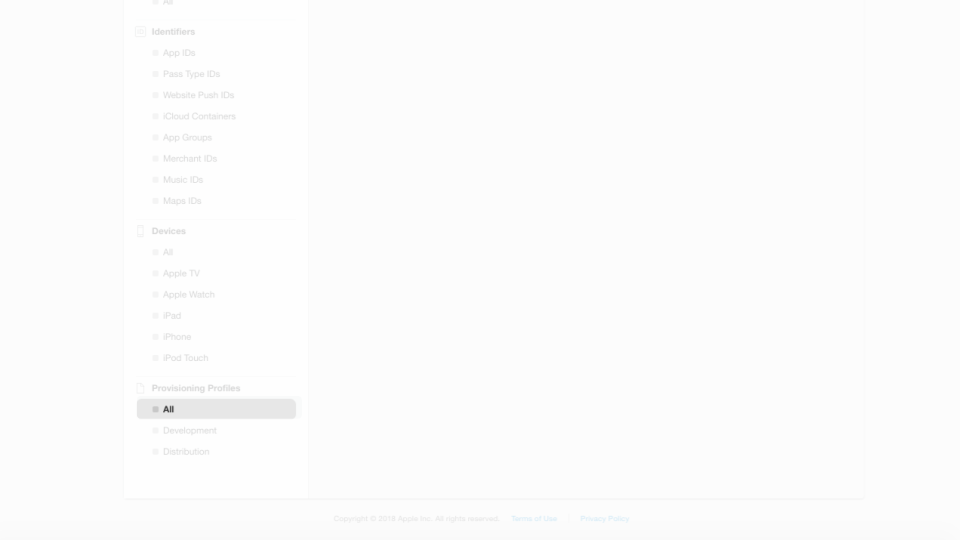 All
Identifiers
App IDs
Pass Type IDs
Website Push IDs
iCloud Containers
App Groups
Merchant IDs
Music IDs
Maps IDs
Devices
All
Apple TV
Apple Watch
iPad
iPhone
iPod Touch
Provisioning Profiles
All
Development
Distribution
Copyright © 2018 Apple Inc. All rights reserved. Terms of Use Privacy Policy